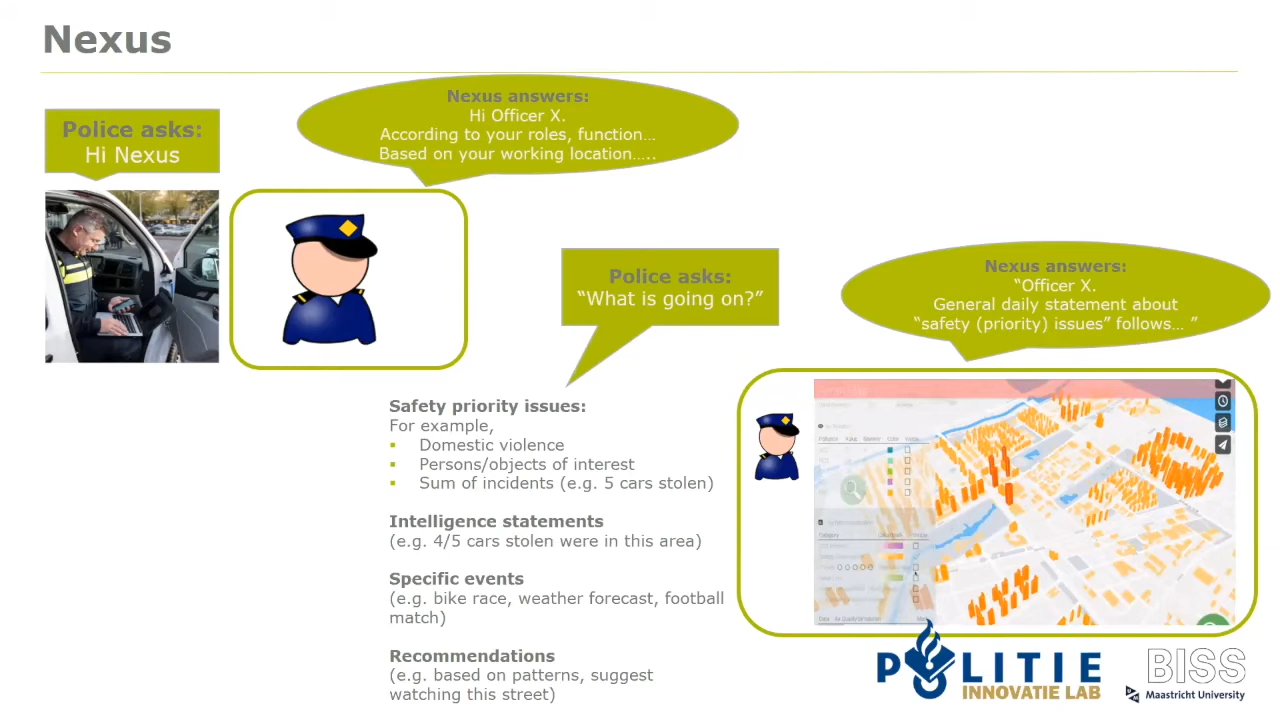 Nexus
Police asks:
Hi Nexus
Nexus answers:
Hi Officer X.
According to your roles, function…
Based on your working location…..
Police asks:
“What is going on?”
Nexus answers:
“Officer X.
General daily statement about
“safety (priority) issues” follows… ”
Safety priority issues:
For example,
▪ Domestic violence
▪ Persons/objects of interest
▪ Sum of incidents (e.g. 5 cars stolen)
Intelligence statements
(e.g. 4/5 cars stolen were in this area)
Specific events
(e.g. bike race, weather forecast, football
match)
Recommendations
(e.g. based on patterns, suggest
watching this street)
Category
POLITIE
INNOVATIE LAB
BISS
Maastricht University